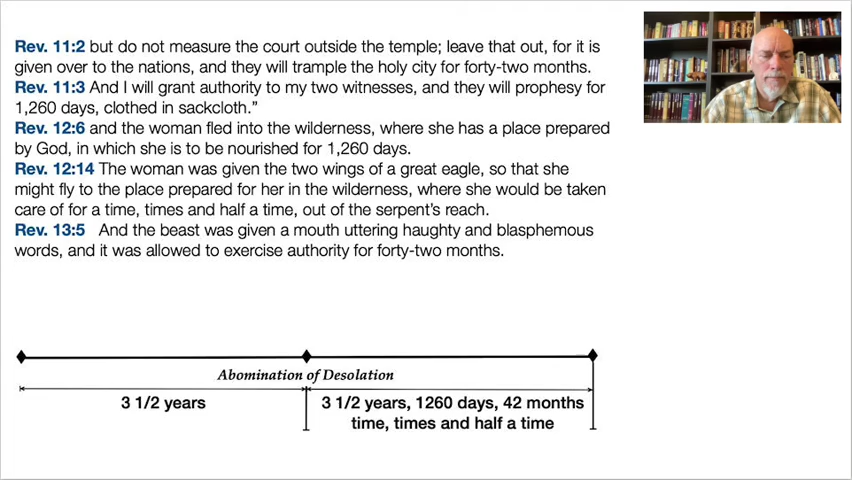 Rev. 11:2 but do not measure the court outside the temple; leave that out, for it is
given over to the nations, and they will trample the holy city for forty-two months.
Rev. 11:3 And I will grant authority to my two witnesses, and they will prophesy for
1,260 days, clothed in sackcloth.”
Rev. 12:6 and the woman fled into the wilderness, where she has a place prepared
by God, in which she is to be nourished for 1,260 days.
Rev. 12:14 The woman was given the two wings of a great eagle, so that she
might fly to the place prepared for her in the wilderness, where she would be taken
care of for a time, times and half a time, out of the serpent’s reach.
Rev. 13:5 And the beast was given a mouth uttering haughty and blasphemous
words, and it was allowed to exercise authority for forty-two months.
Abomination of Desolation
3 1/2 years
3 1/2 years, 1260 days, 42 months
time, times and half a time